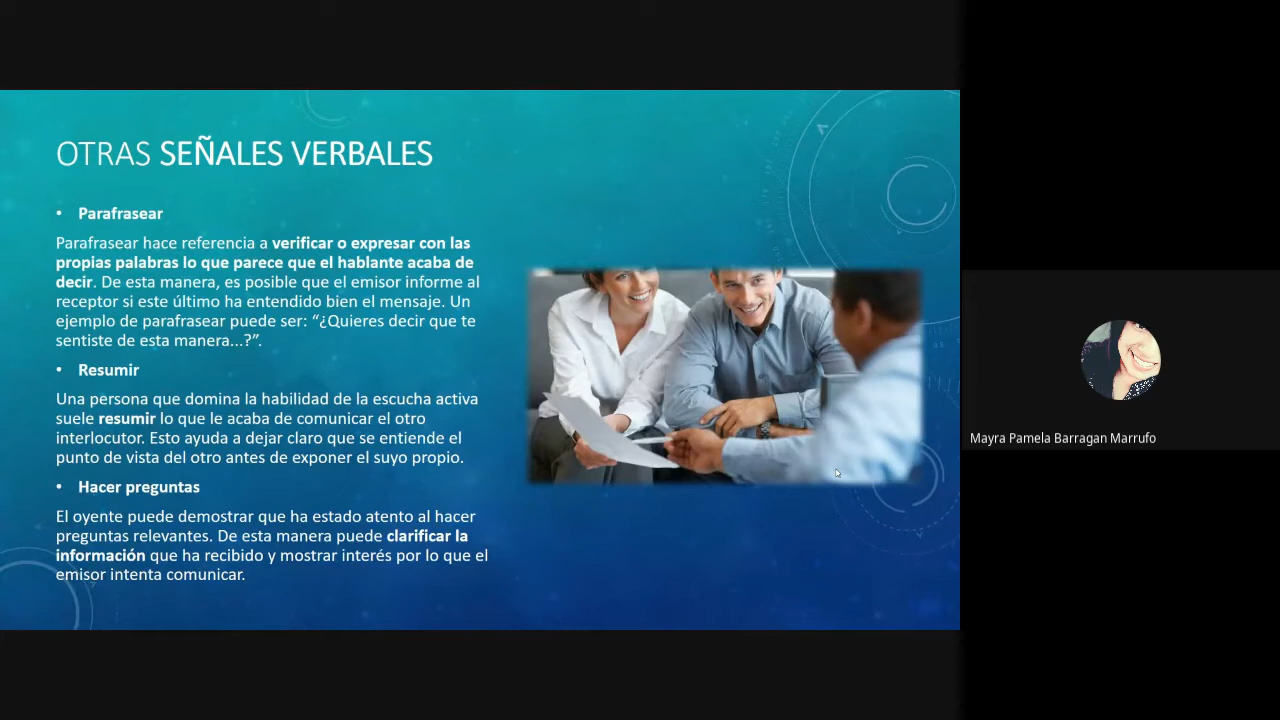 OTRAS SEÑALES VERBALES
• Parafrasear
Parafrasear hace referencia a verificar o expresar con las
propias palabras lo que parece que el hablante acaba de
decir. De esta manera, es posible que el emisor informe al
receptor si este último ha entendido bien el mensaje. Un
ejemplo de parafrasear puede ser: “¿Quieres decir que te
sentiste de esta manera...?”.
• Resumir
Una persona que domina la habilidad de la escucha activa
suele resumir lo que le acaba de comunicar el otro
interlocutor. Esto ayuda a dejar claro que se entiende el
punto de vista del otro antes de exponer el suyo propio.
• Hacer preguntas
El oyente puede demostrar que ha estado atento al hacer
preguntas relevantes. De esta manera puede clarificar la
información que ha recibido y mostrar interés por lo que el
emisor intenta comunicar.
Mayra Pamela Barragan Marrufo